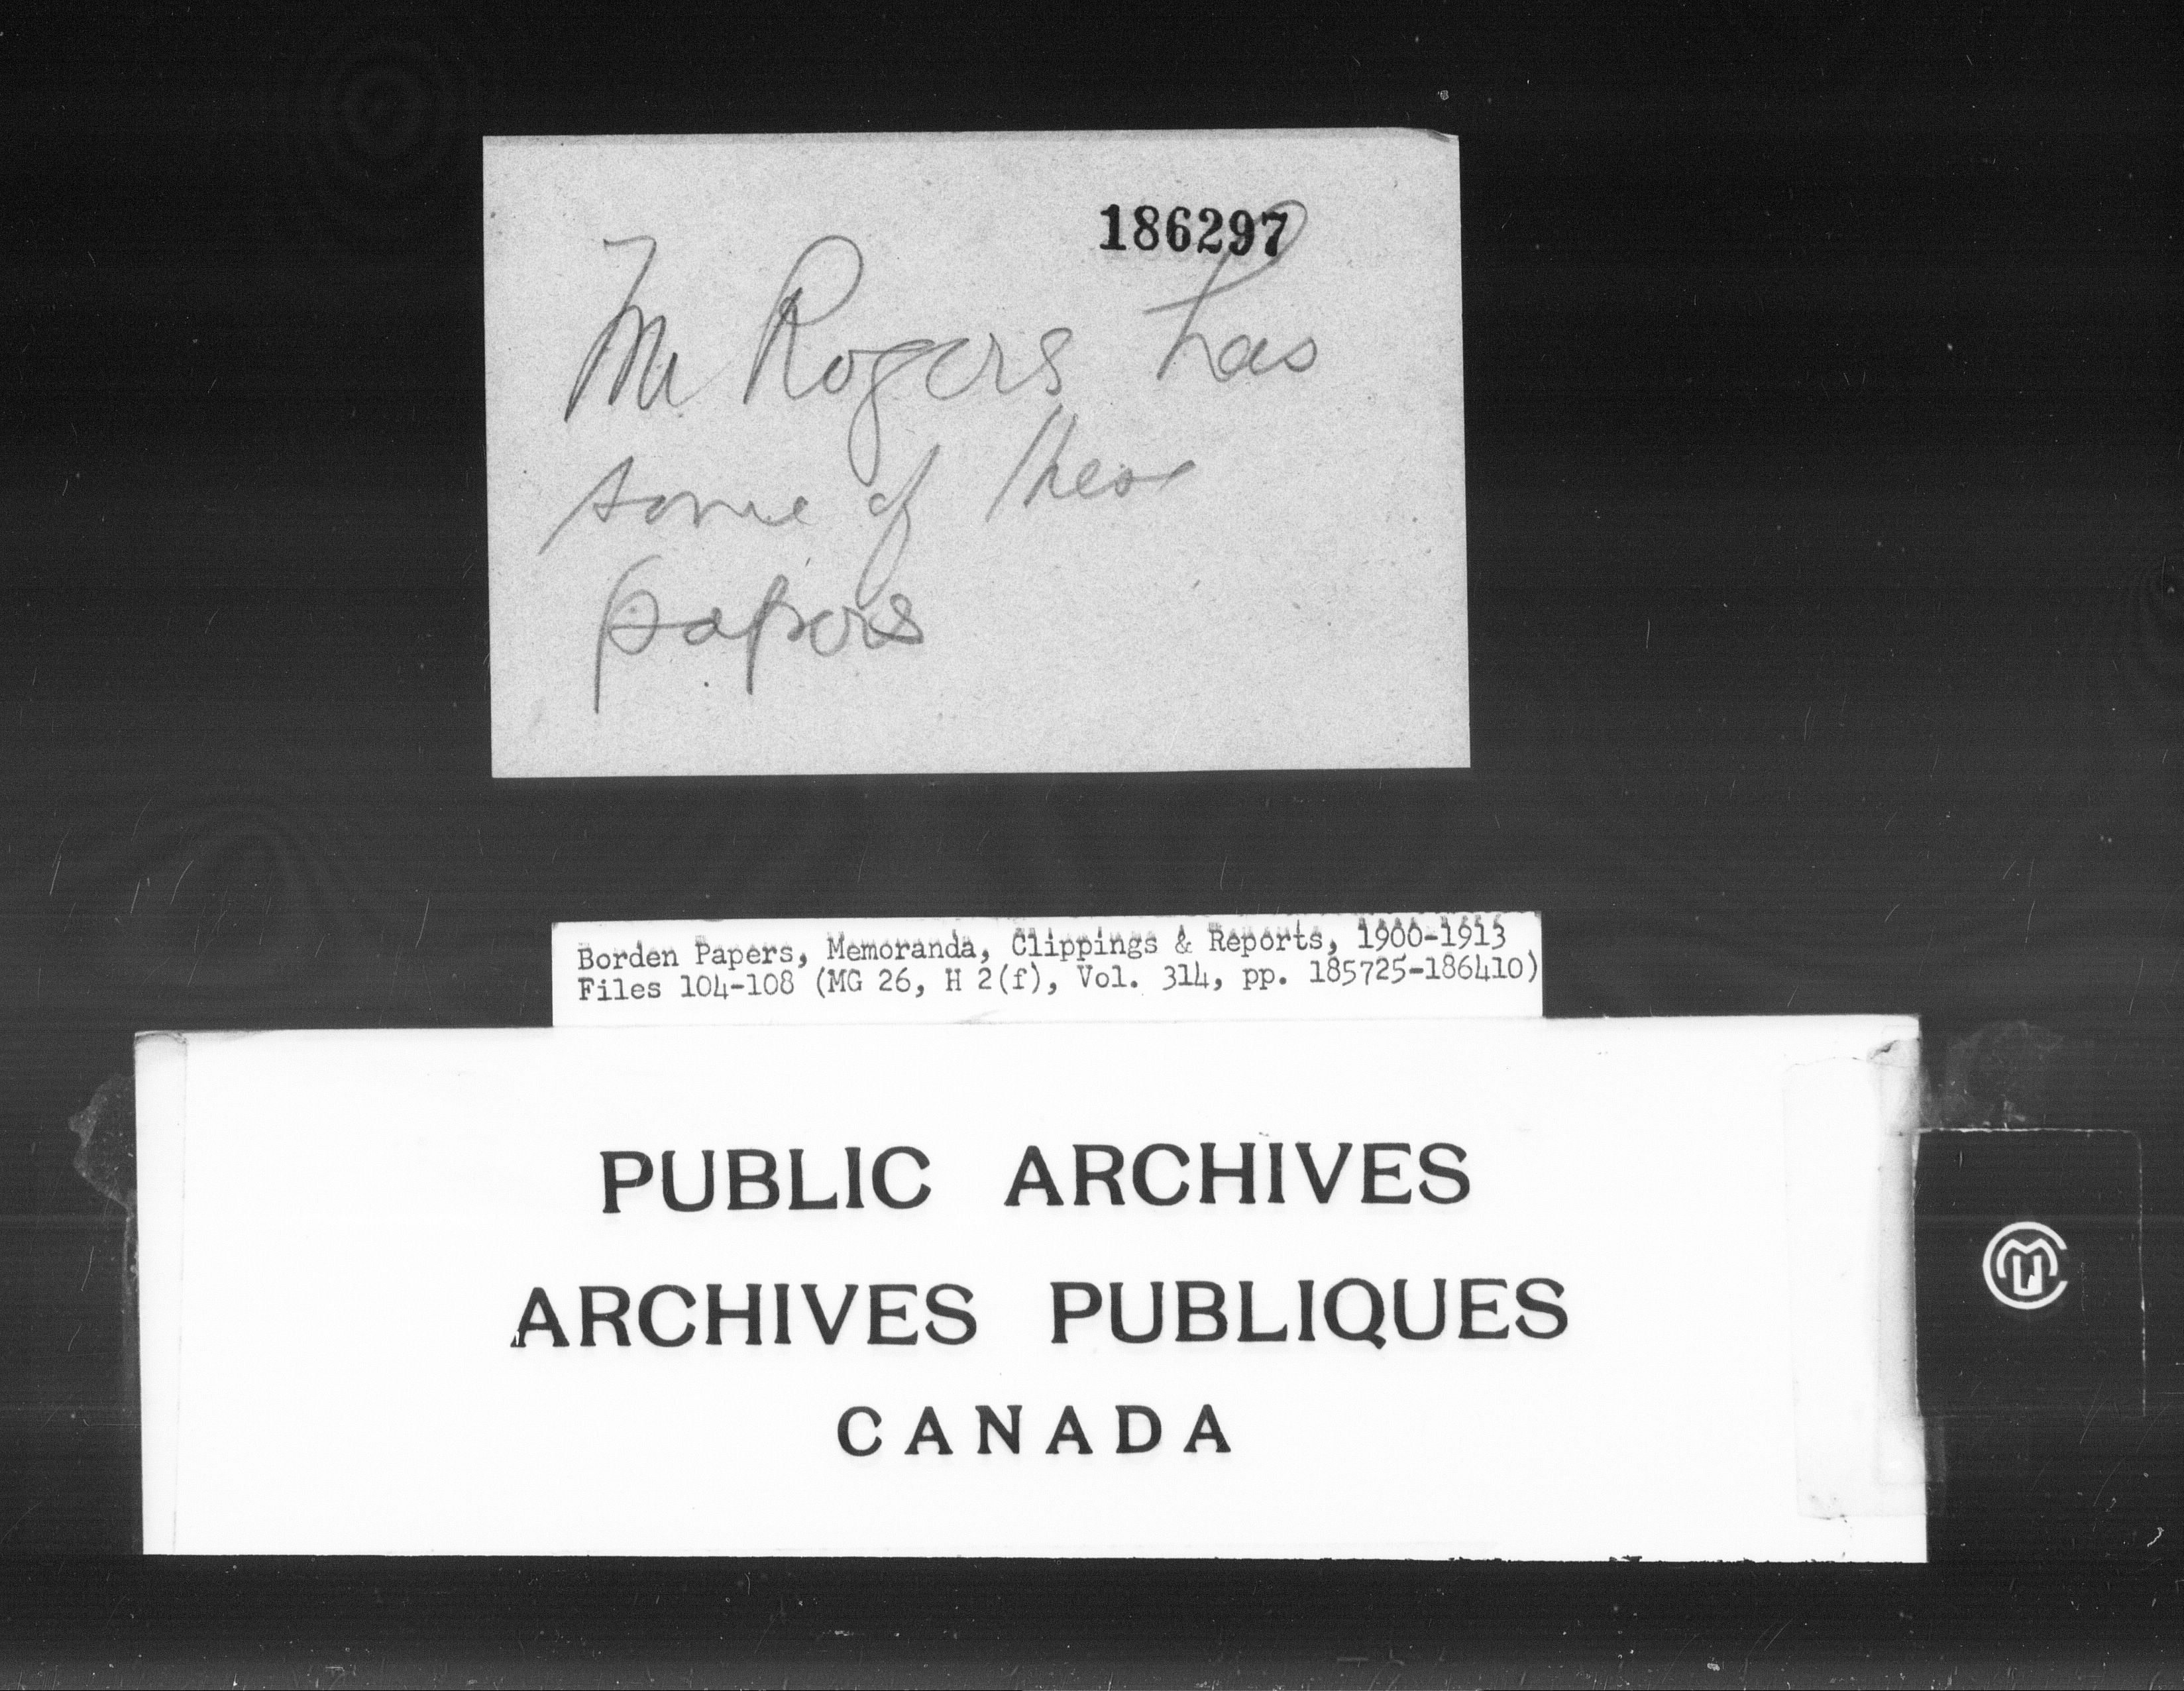 186297
Mr Rogers has
some of these
papers
Borden Papers, Memoranda, Clippings & Reports, 1900-1913
Files 104-108 (MG 26, H 2(f), Vol. 314, pp. 185725-186410)
PUBLIC ARCHIVES
ARCHIVES PUBLIQUES
CANADA